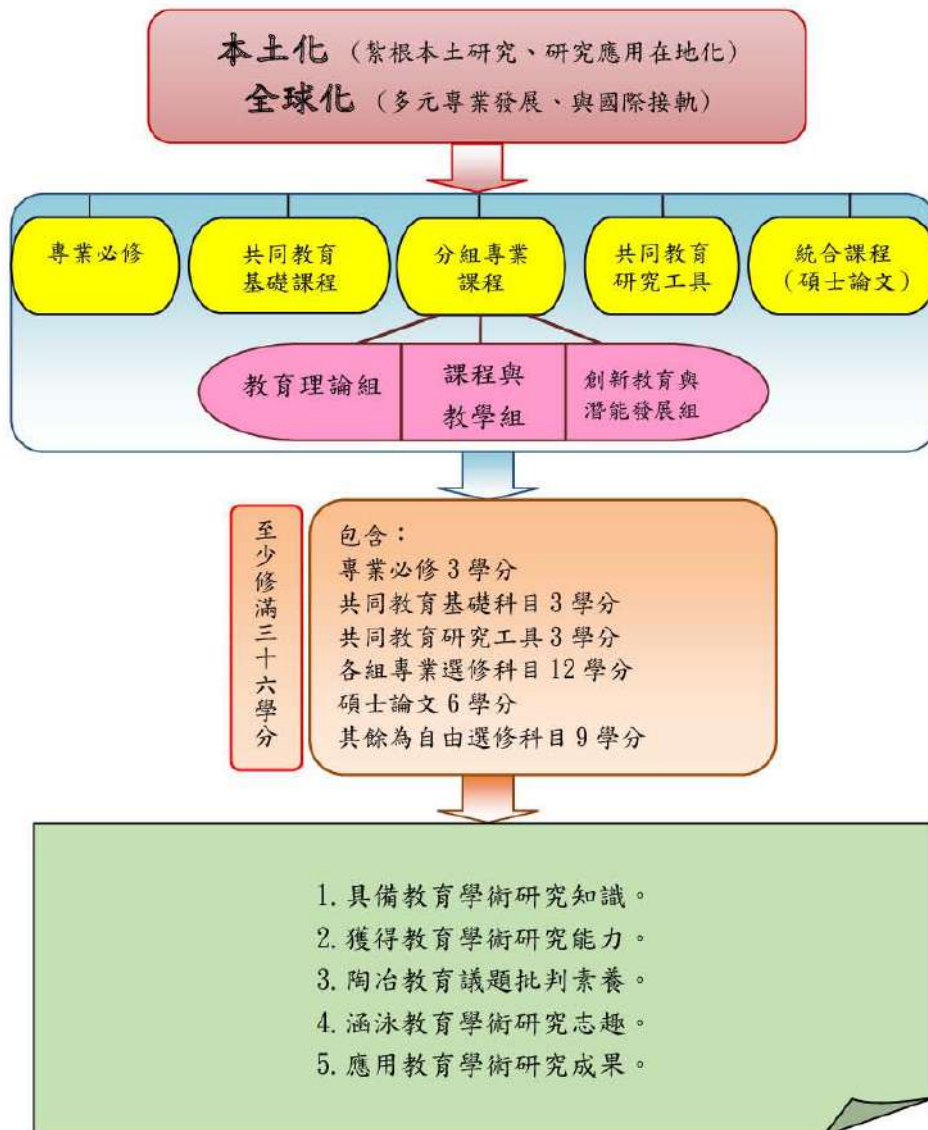 本土化（紮根本土研究、研究應用在地化）
全球化（多元專業發展、與國際接軌）
專業必修
共同教育
基礎課程
分組專業
課程
共同教育
研究工具
統合課程
（碩士論文）
教育理論組
課程與
教學組
創新教育與
潛能發展組
至少修滿三十六學分
包含：
專業必修 3 學分
共同教育基礎科目 3 學分
共同教育研究工具 3 學分
各組專業選修科目 12 學分
碩士論文 6 學分
其餘為自由選修科目 9 學分
1. 具備教育學術研究知識。
2. 獲得教育學術研究能力。
3. 陶冶教育議題批判素養。
4. 涵泳教育學術研究志趣。
5. 應用教育學術研究成果。